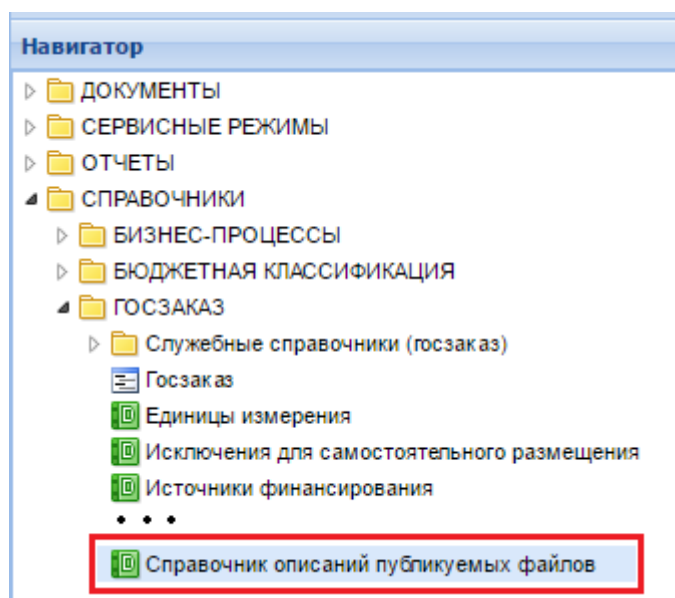 Навигатор
ДОКУМЕНТЫ
СЕРВИСНЫЕ РЕЖИМЫ
ОТЧЕТЫ
СПРАВОЧНИКИ
БИЗНЕС-ПРОЦЕССЫ
БЮДЖЕТНАЯ КЛАССИФИКАЦИЯ
ГОСЗАКАЗ
Служебные справочники (госзаказ)
Госзаказ
Единицы измерения
Исключения для самостоятельного размещения
Источники финансирования
• • •
Справочник описаний публикуемых файлов